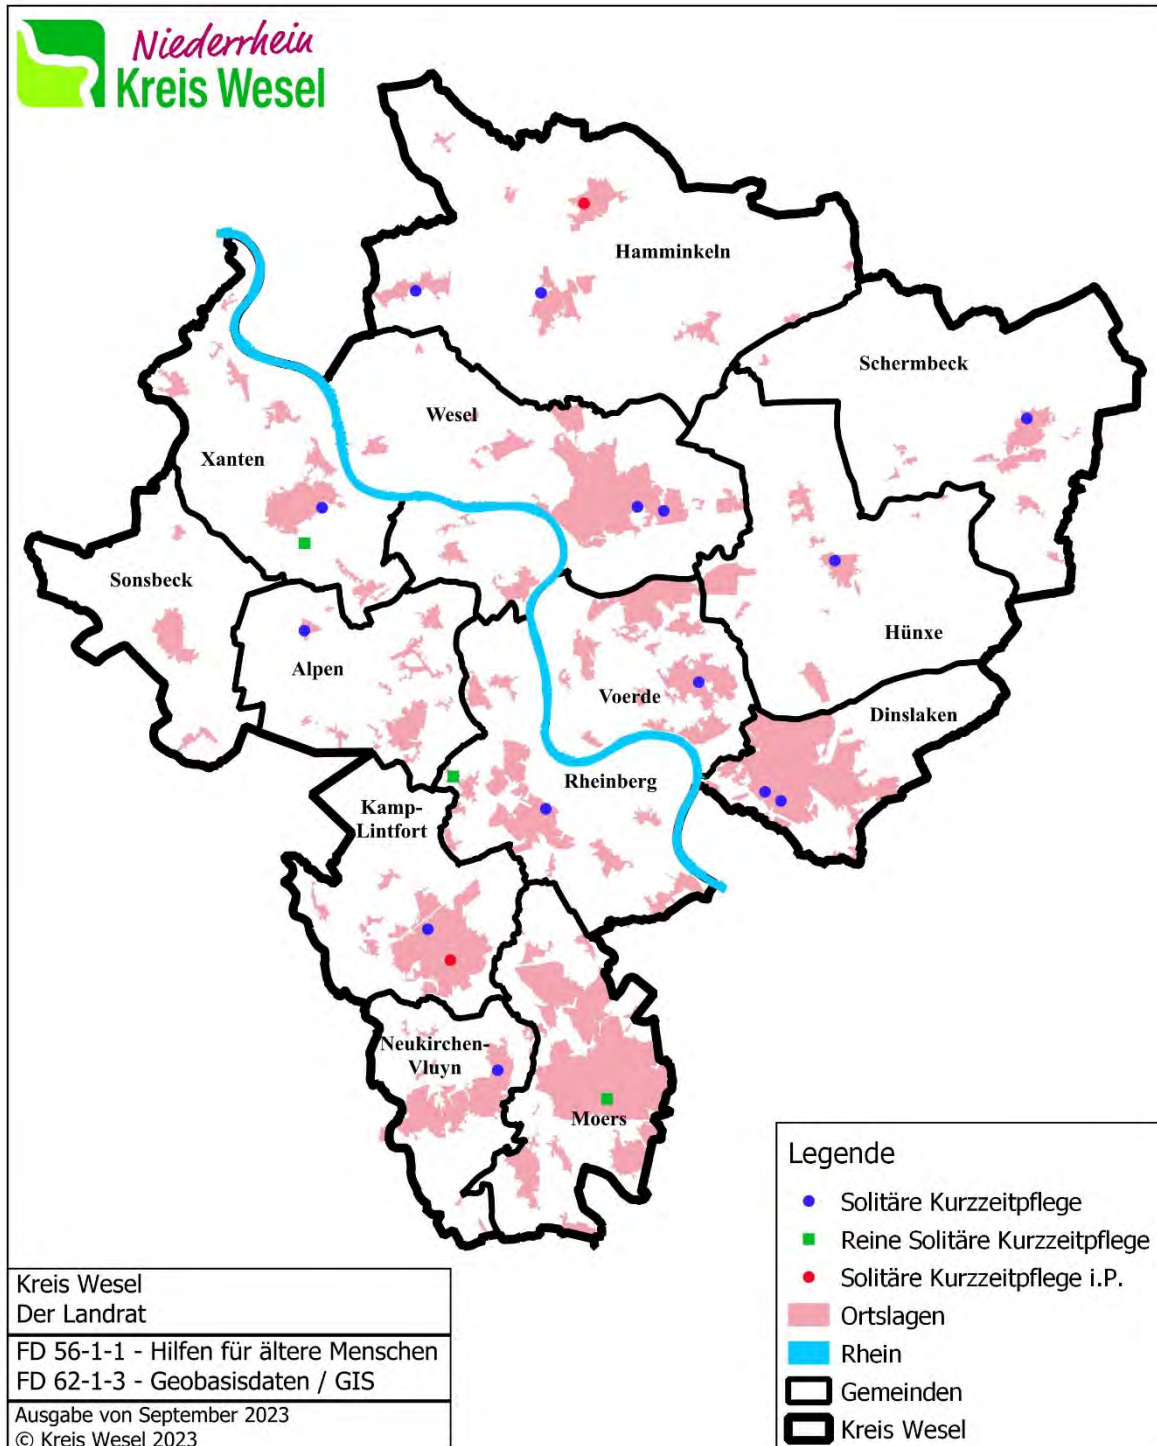 Niederrhein
Kreis Wesel
Hamminkeln
Schermbeck
Wesel
Xanten
Sonsbeck
Hünxe
Alpen
Voerde
Dinslaken
Rheinberg
Kamp-
Lintfort
Neukirchen-
Vluyn
Moers
Legende
Solitäre Kurzzeitpflege
Reine Solitäre Kurzzeitpflege
Solitäre Kurzzeitpflege i.P.
Ortslagen
Rhein
Gemeinden
Kreis Wesel
Kreis Wesel
Der Landrat
FD 56-1-1 - Hilfen für ältere Menschen
FD 62-1-3 - Geobasisdaten / GIS
Ausgabe von September 2023
© Kreis Wesel 2023